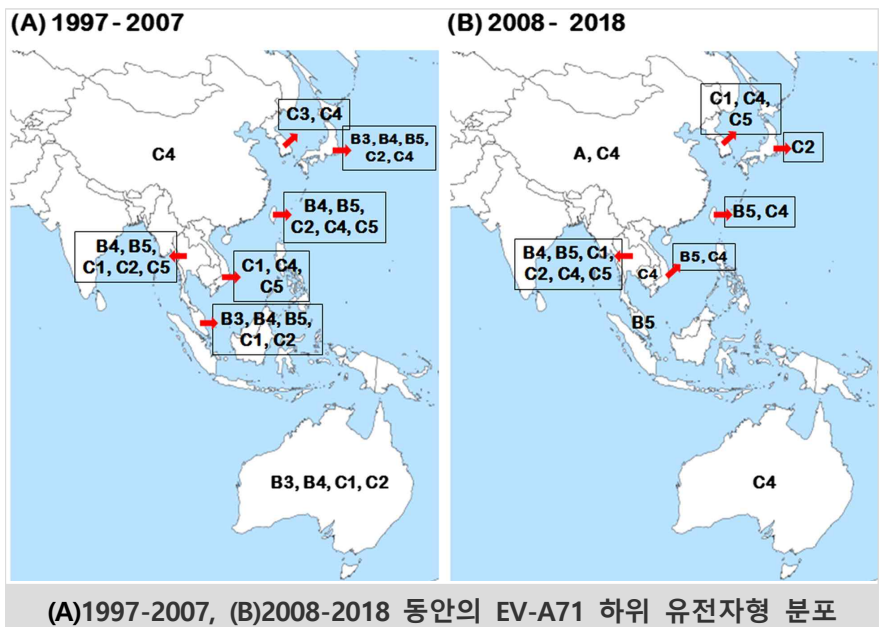 (A) 1997 - 2007
C3, C4
B3, B4, B5,
C2, C4
C4
B4, B5,
C2, C4, C5
B4, B5,
C1, C2, C5
C1, C4,
C5
B3, B4, B5,
C1, C2
B3, B4, C1, C2
(B) 2008 - 2018
C1, C4,
C5
C2
A, C4
B5, C4
B4, B5, C1,
C2, C4, C5
B5, C4
C4
B5
C4
(A)1997-2007, (B)2008-2018 동안의 EV-A71 하위 유전자형 분포